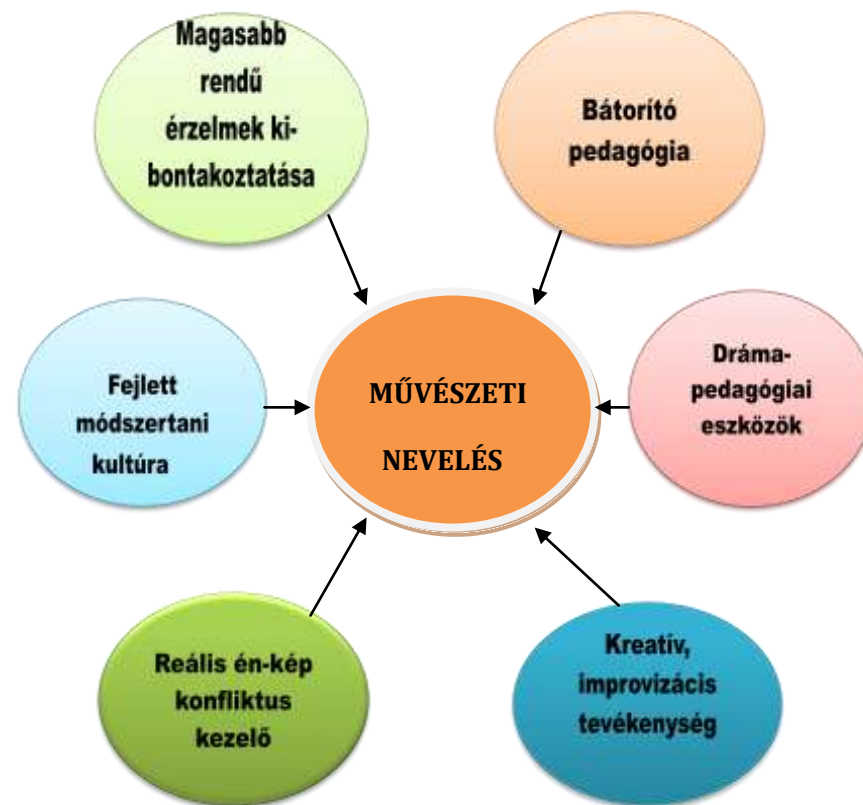 Magasabb
rendű
érzelmek ki-
bontakoztatása
Bátorító
pedagógia
Fejlett
módszertani
kultúra
MŰVÉSZETI
NEVELÉS
Dráma-
pedagógiai
eszközök
Reális én-kép
konfliktus
kezelő
Kreatív,
improvizácis
tevékenység